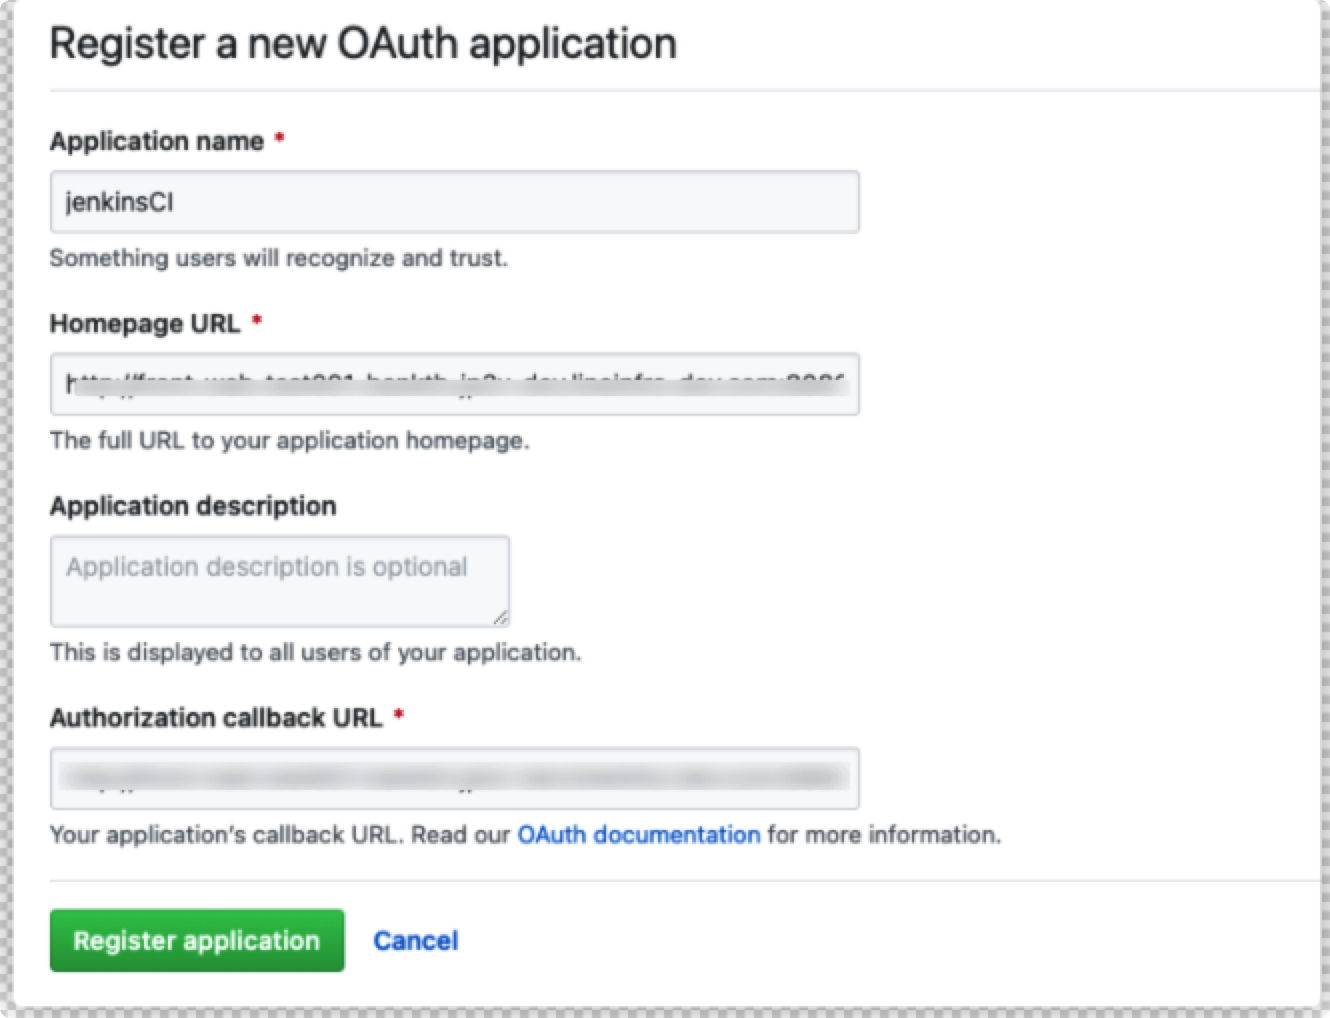 Register a new OAuth application
Application name *
jenkinsCI
Something users will recognize and trust.
Homepage URL *
The full URL to your application homepage.
Application description
Application description is optional
This is displayed to all users of your application.
Authorization callback URL *
Your application's callback URL. Read our OAuth documentation for more information.
Register application Cancel